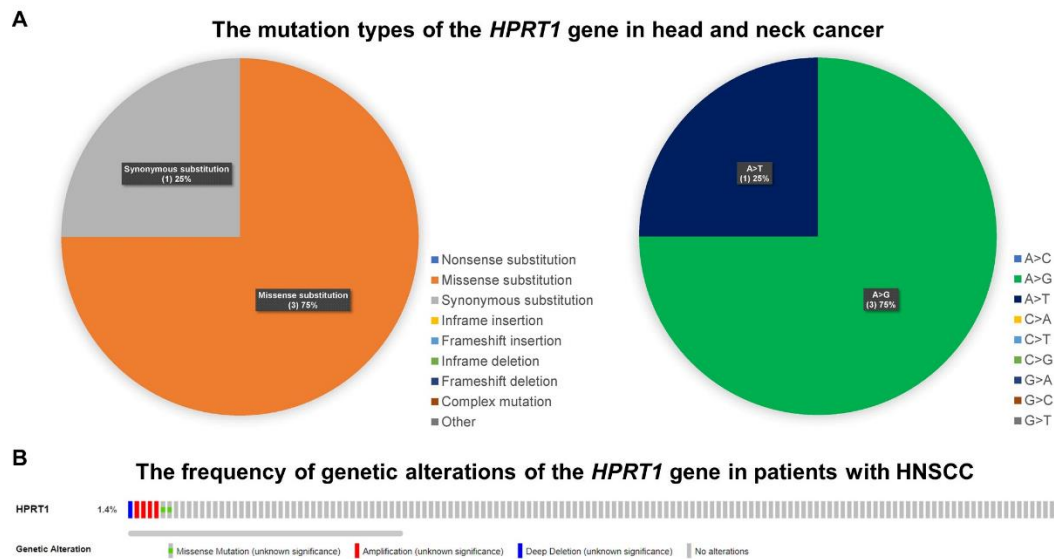 A
The mutation types of the HPRT1 gene in head and neck cancer
Synonymous substitution
(1) 25%
Missense substitution
(3) 75%
Nonsense substitution
Missense substitution
Synonymous substitution
Inframe insertion
Frameshift insertion
Inframe deletion
Frameshift deletion
Complex mutation
Other
A>T
(1) 25%
A>G
(3) 75%
A>C
A>G
A>T
C>A
C>T
C>G
G>A
G>C
G>T
B
The frequency of genetic alterations of the HPRT1 gene in patients with HNSCC
HPRT1 1.4%
Genetic Alteration Missense Mutation (unknown significance) Amplification (unknown significance) Deep Deletion (unknown significance) No alterations